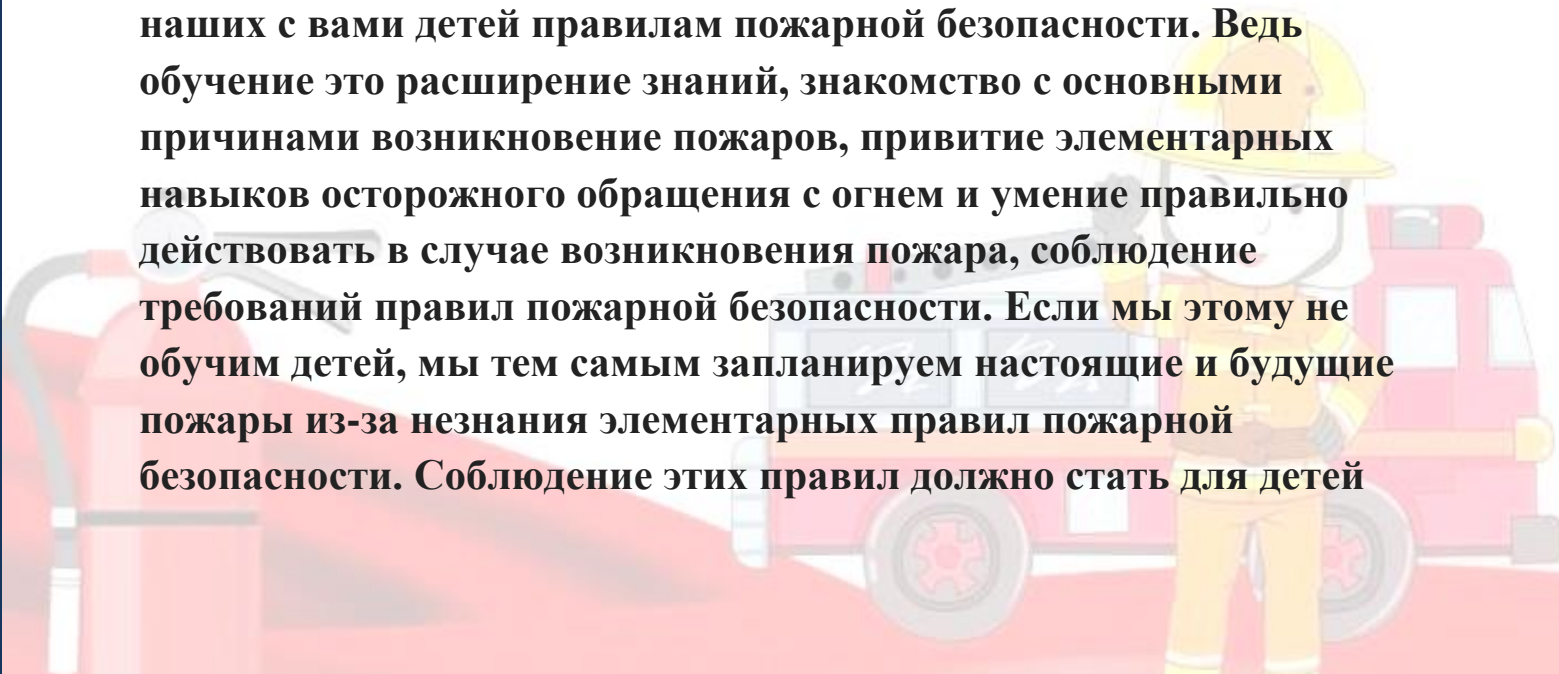 наших с вами детей правилам пожарной безопасности. Ведь
обучение это расширение знаний, знакомство с основными
причинами возникновение пожаров, привитие элементарных
навыков осторожного обращения с огнем и умение правильно
действовать в случае возникновения пожара, соблюдение
требований правил пожарной безопасности. Если мы этому не
обучим детей, мы тем самым запланируем настоящие и будущие
пожары из-за незнания элементарных правил пожарной
безопасности. Соблюдение этих правил должно стать для детей